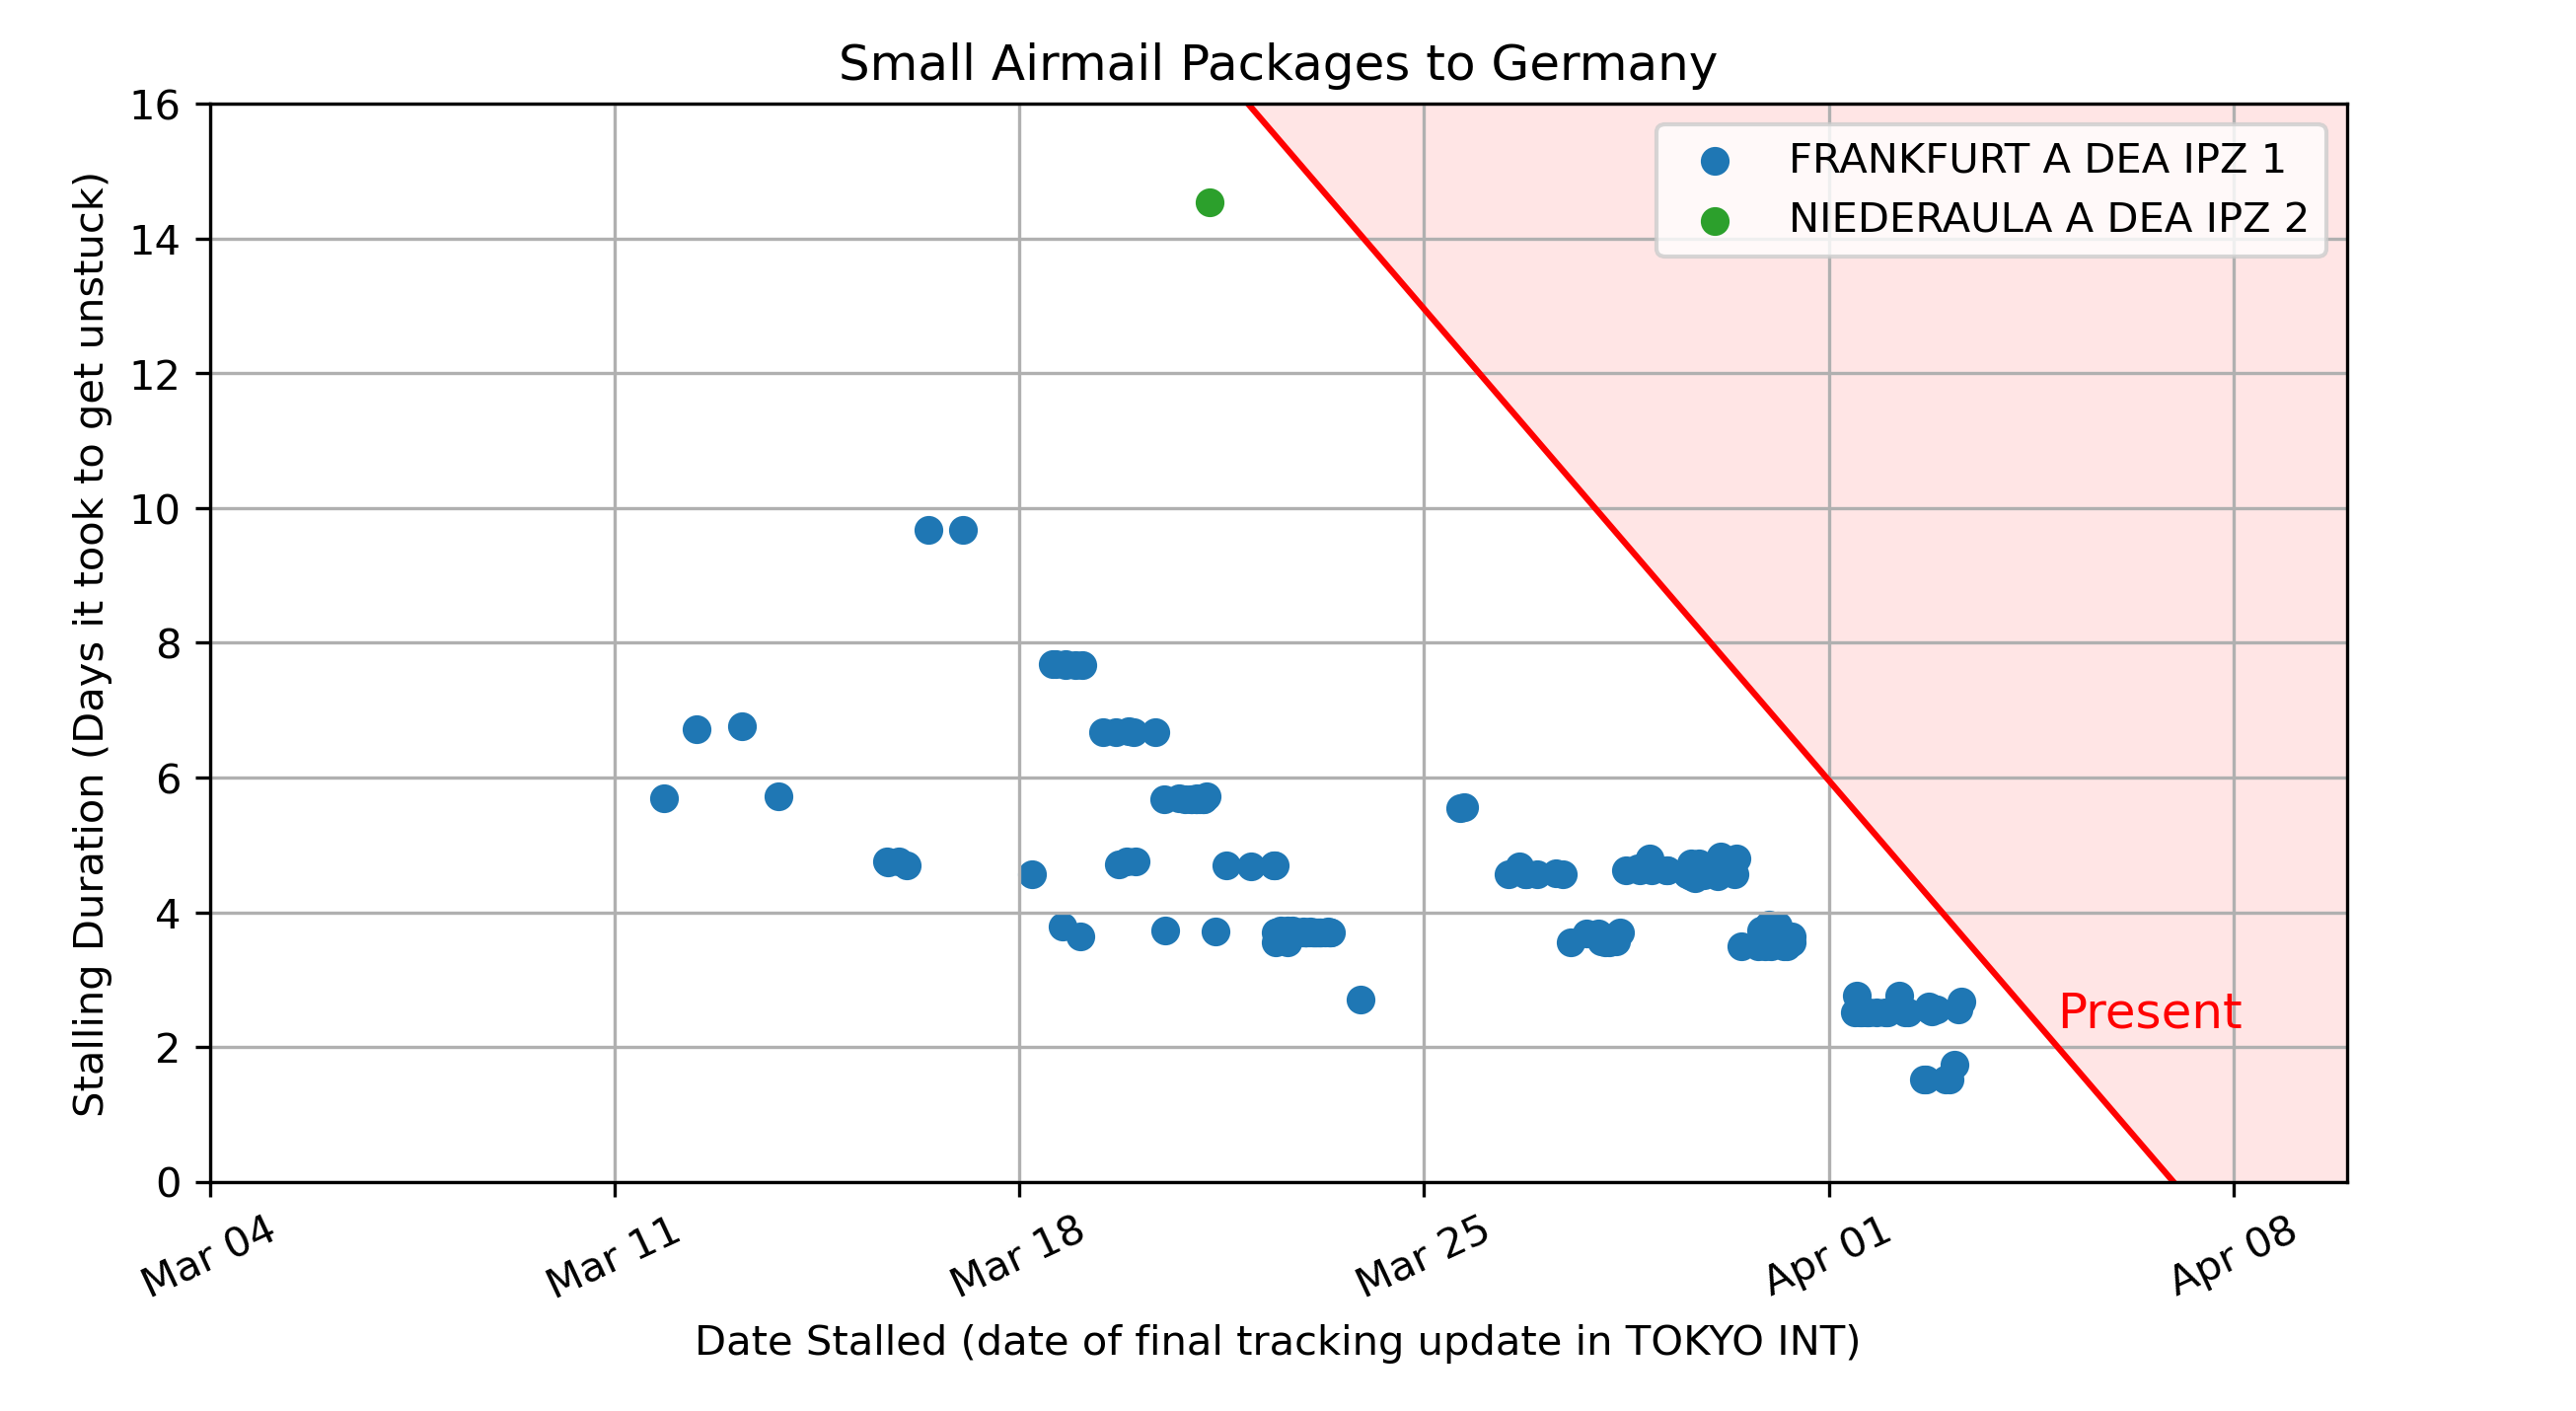 Small Airmail Packages to Germany
16
14
12
10
8
6
4
2
0
Stalling Duration (Days it took to get unstuck)
FRANKFURT A DEA IPZ 1
NIEDERAULA A DEA IPZ 2
Present
Mar 04
Mar 11
Mar 18
Mar 25
Apr 01
Apr 08
Date Stalled (date of final tracking update in TOKYO INT)